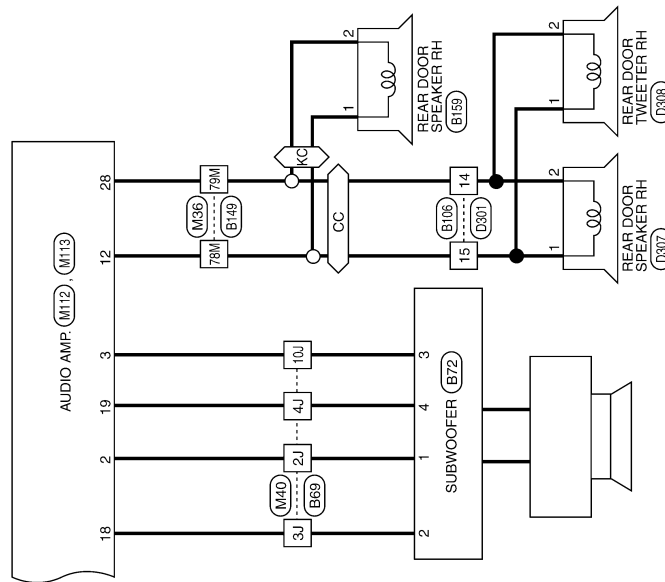 AUDIO AMP. M112 , M113
18
2
19
3
12
28
M36
B149
78M
79M
M40
B69
3J
2J
4J
10J
KC
CC
B106
D301
15
14
2
1
4
3
SUBWOOFER B72
1
2
REAR DOOR
SPEAKER RH
B159
1
2
REAR DOOR
SPEAKER RH
D307
1
2
REAR DOOR
TWEETER RH
D308